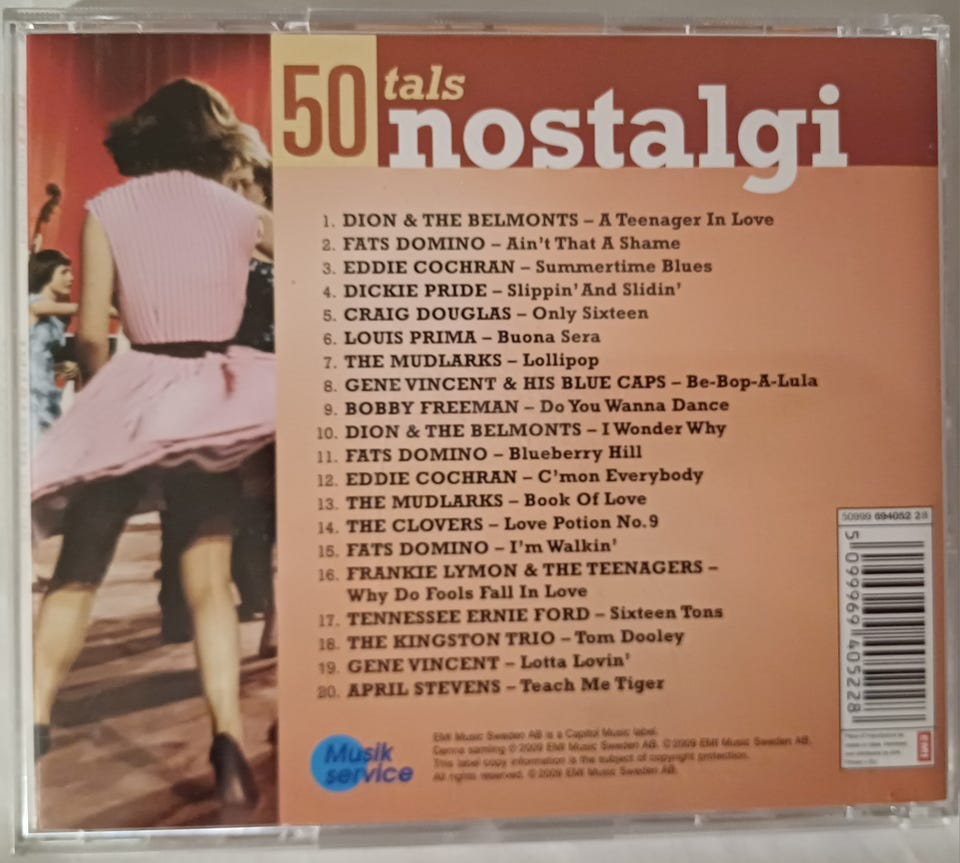 50 tals
nostalgi
1. DION & THE BELMONTS – A Teenager In Love
2. FATS DOMINO – Ain't That A Shame
3. EDDIE COCHRAN – Summertime Blues
4. DICKIE PRIDE – Slippin' And Slidin'
5. CRAIG DOUGLAS – Only Sixteen
6. LOUIS PRIMA – Buona Sera
7. THE MUDLARKS – Lollipop
8. GENE VINCENT & HIS BLUE CAPS – Be-Bop-A-Lula
9. BOBBY FREEMAN – Do You Wanna Dance
10. DION & THE BELMONTS – I Wonder Why
11. FATS DOMINO – Blueberry Hill
12. EDDIE COCHRAN – C'mon Everybody
13. THE MUDLARKS – Book Of Love
14. THE CLOVERS – Love Potion No. 9
15. FATS DOMINO – I'm Walkin'
16. FRANKIE LYMON & THE TEENAGERS –
Why Do Fools Fall In Love
17. TENNESSEE ERNIE FORD – Sixteen Tons
18. THE KINGSTON TRIO – Tom Dooley
19. GENE VINCENT – Lotta Lovin'
20. APRIL STEVENS – Teach Me Tiger
Musik
service
EMI Music Sweden AB is a Capitol Music label.
Denna samling © 2009 EMI Music Sweden AB. © 2009 EMI Music Sweden AB.
This label copy information is the subject of copyright protection.
All rights reserved. © 2009 EMI Music Sweden AB.
50999 694052 2 8
5 099969 405228
EMI